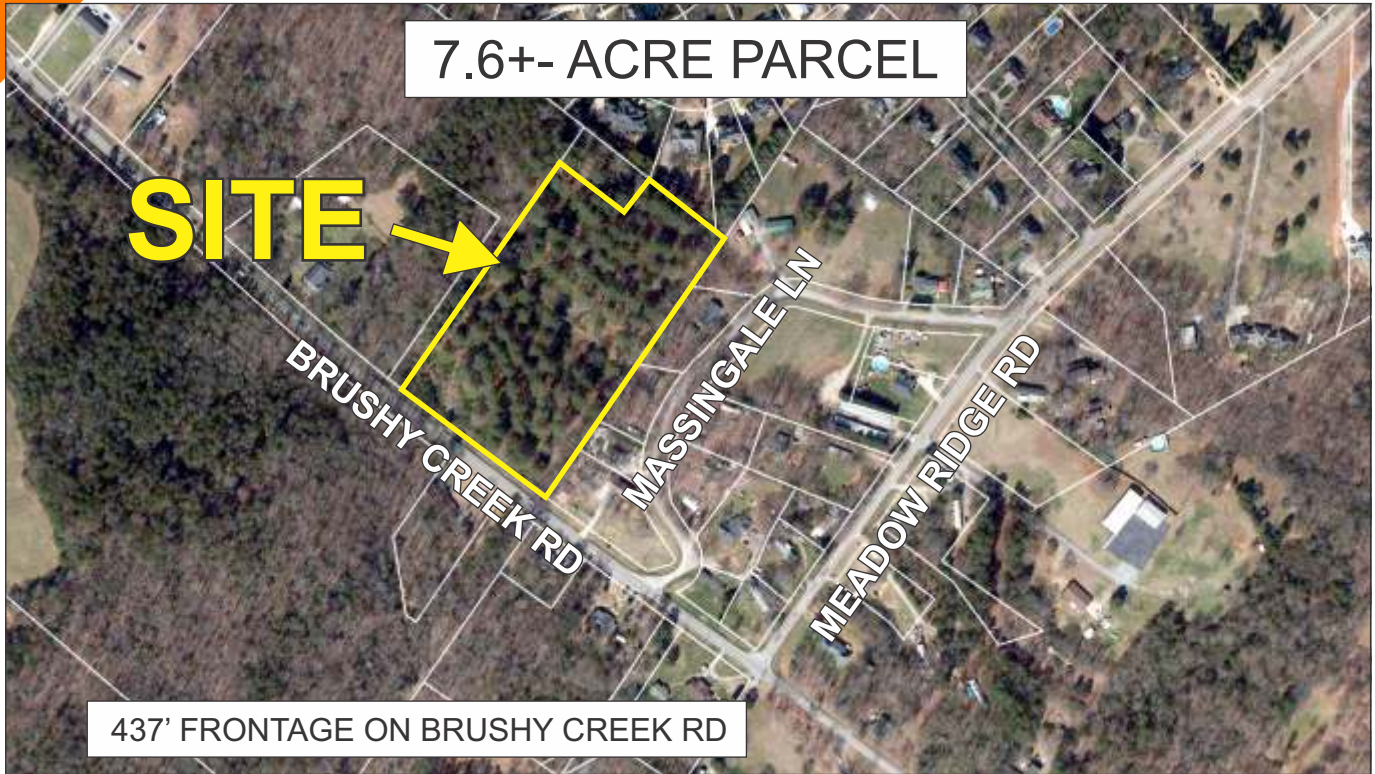 7.6+- ACRE PARCEL
SITE
BRUSHY CREEK RD
MASSINGALE LN
MEADOW RIDGE RD
437’ FRONTAGE ON BRUSHY CREEK RD